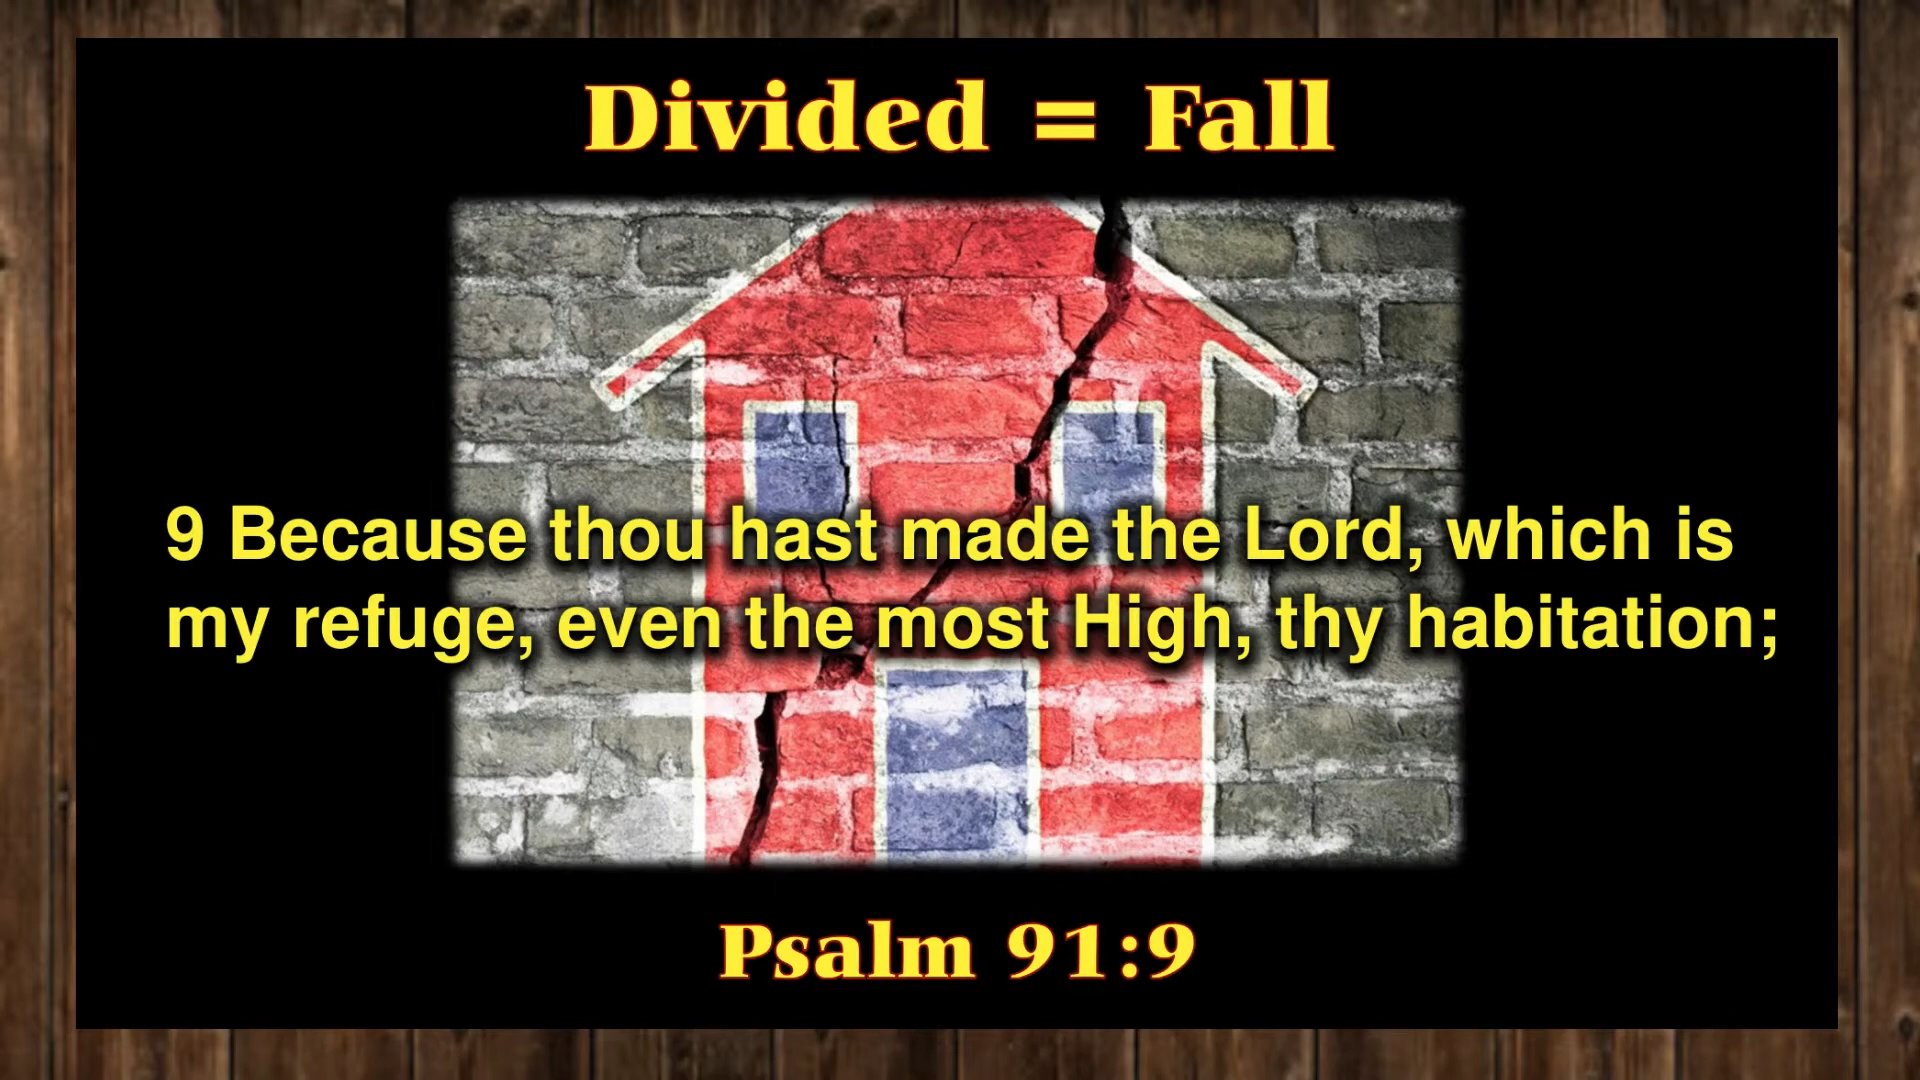 Divided = Fall
9 Because thou hast made the Lord, which is
my refuge, even the most High, thy habitation;
Psalm 91:9